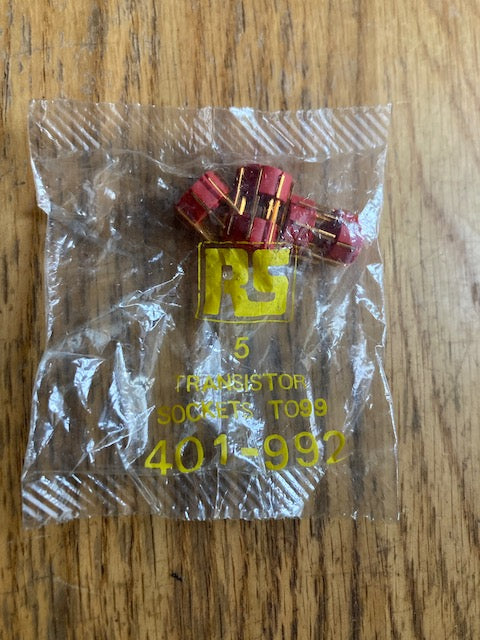 RS
5
TRANSISTOR
SOCKETS TO99
401-992